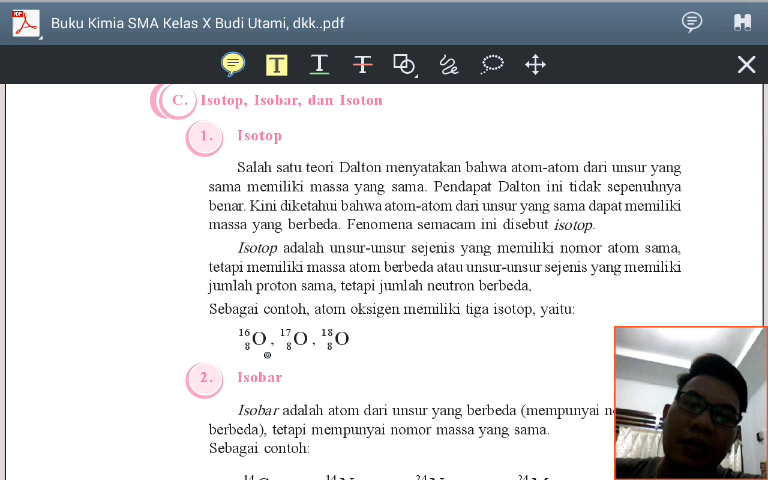 Buku Kimia SMA Kelas X Budi Utami, dkk..pdf
T T T
C. Isotop, Isobar, dan Isoton
1. Isotop
Salah satu teori Dalton menyatakan bahwa atom-atom dari unsur yang
sama memiliki massa yang sama. Pendapat Dalton ini tidak sepenuhnya
benar. Kini diketahui bahwa atom-atom dari unsur yang sama dapat memiliki
massa yang berbeda. Fenomena semacam ini disebut isotop.
Isotop adalah unsur-unsur sejenis yang memiliki nomor atom sama,
tetapi memiliki massa atom berbeda atau unsur-unsur sejenis yang memiliki
jumlah proton sama, tetapi jumlah neutron berbeda.
Sebagai contoh, atom oksigen memiliki tiga isotop, yaitu:
¹⁶₈O, ¹⁷₈O, ¹⁸₈O
2. Isobar
Isobar adalah atom dari unsur yang berbeda (mempunyai
berbeda), tetapi mempunyai nomor massa yang sama.
Sebagai contoh: